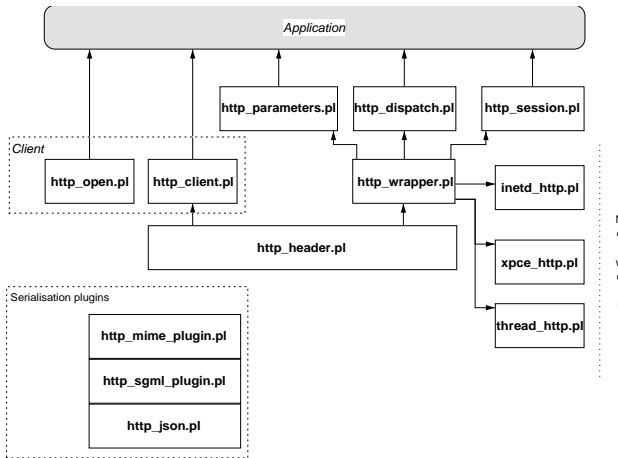 Application
http_parameters.pl
http_dispatch.pl
http_session.pl
Client
http_open.pl
http_client.pl
http_wrapper.pl
inetd_http.pl
http_header.pl
xpce_http.pl
Serialisation plugins
thread_http.pl
http_mime_plugin.pl
http_sgml_plugin.pl
http_json.pl